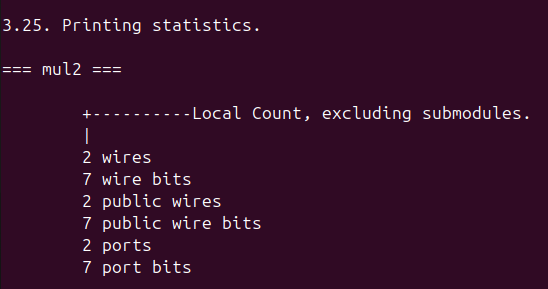 3.25. Printing statistics.
=== mul2 ===
+----------Local Count, excluding submodules.
|
2 wires
7 wire bits
2 public wires
7 public wire bits
2 ports
7 port bits